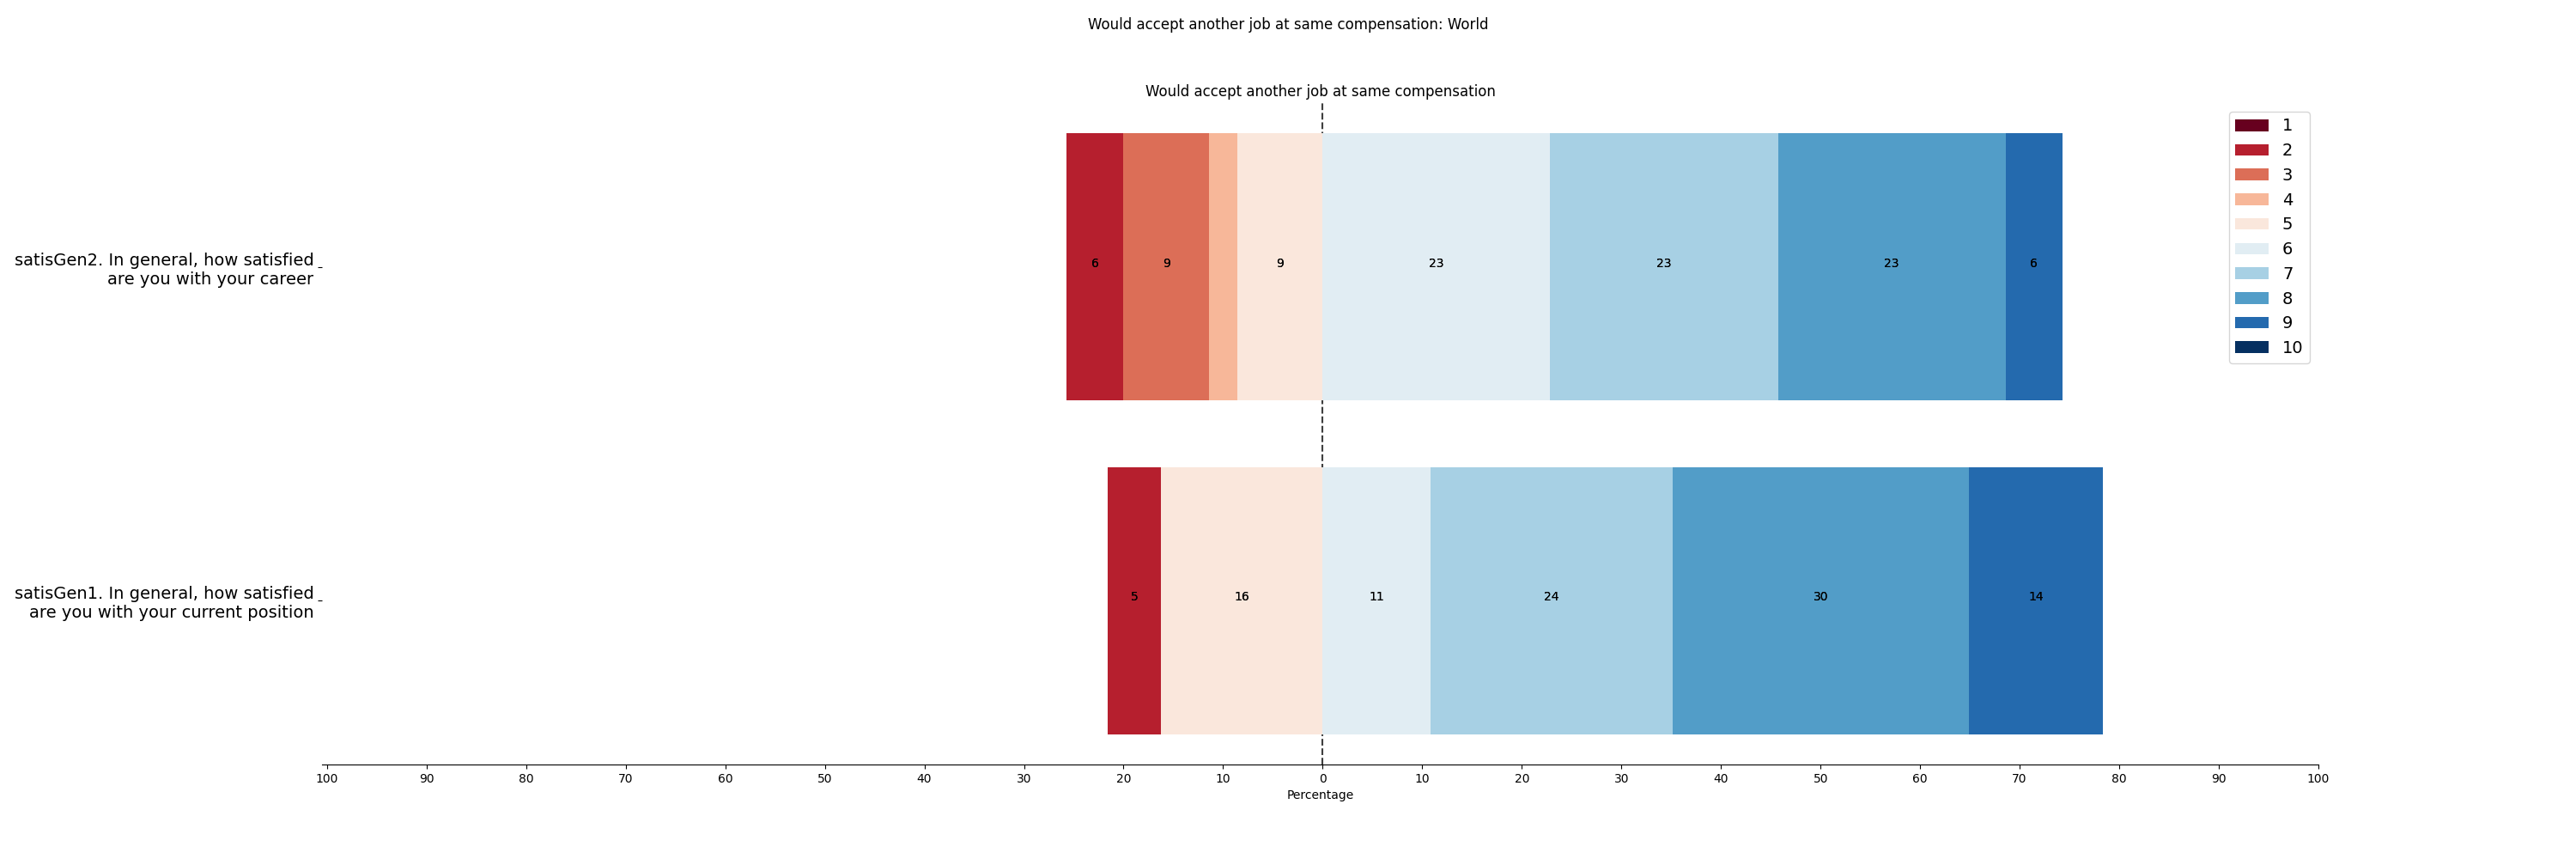 Would accept another job at same compensation: World
Would accept another job at same compensation
satisGen2. In general, how satisfied
are you with your career
6 9 9 23 23 23 6
1
2
3
4
5
6
7
8
9
10
satisGen1. In general, how satisfied
are you with your current position
5 16 11 24 30 14
100 90 80 70 60 50 40 30 20 10 0 10 20 30 40 50 60 70 80 90 100
Percentage